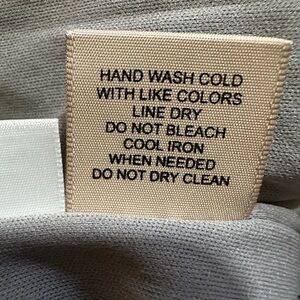 HAND WASH COLD
WITH LIKE COLORS
LINE DRY
DO NOT BLEACH
COOL IRON
WHEN NEEDED
DO NOT DRY CLEAN